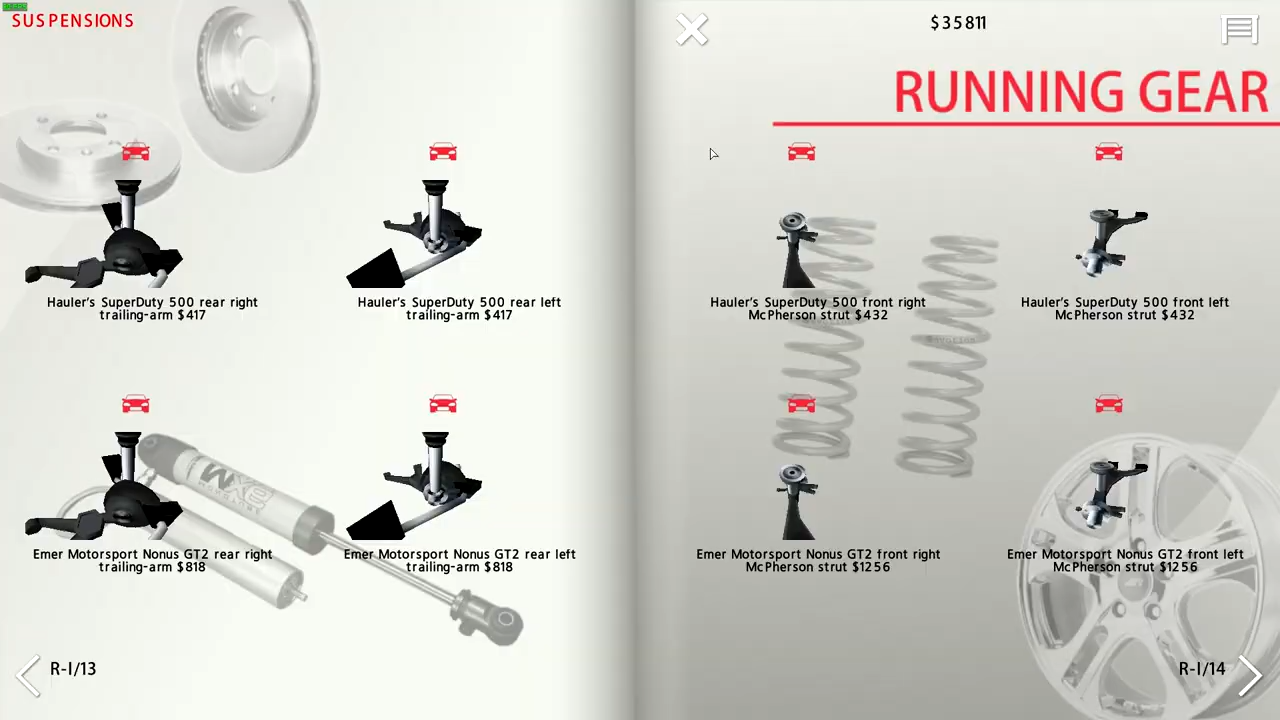 SUSPENSIONS
$35811
RUNNING GEAR
Hauler's SuperDuty 500 rear right
trailing-arm $417
Hauler's SuperDuty 500 rear left
trailing-arm $417
Hauler's SuperDuty 500 front right
McPherson strut $432
Hauler's SuperDuty 500 front left
McPherson strut $432
Emer Motorsport Nonus GT2 rear right
trailing-arm $818
Emer Motorsport Nonus GT2 rear left
trailing-arm $818
Emer Motorsport Nonus GT2 front right
McPherson strut $1256
Emer Motorsport Nonus GT2 front left
McPherson strut $1256
R-I/13
R-I/14